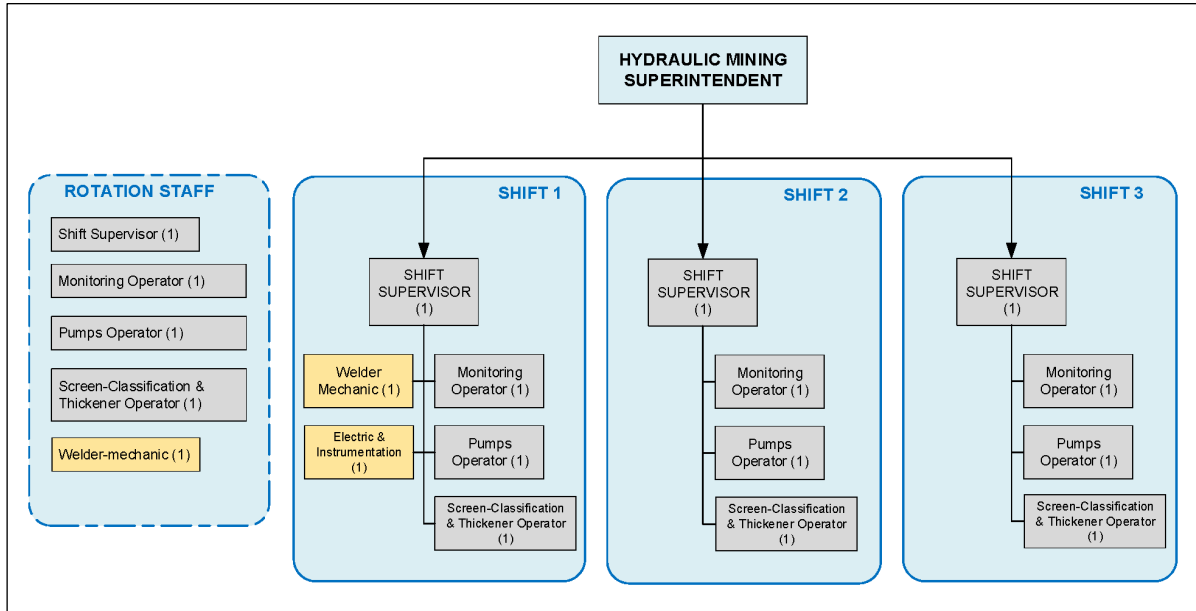 HYDRAULIC MINING
SUPERINTENDENT
ROTATION STAFF
Shift Supervisor (1)
Monitoring Operator (1)
Pumps Operator (1)
Screen-Classification &
Thickener Operator (1)
Welder-mechanic (1)
SHIFT 1
SHIFT
SUPERVISOR
(1)
Welder
Mechanic (1)
Monitoring
Operator (1)
Electric &
Instrumentation
(1)
Pumps
Operator (1)
Screen-Classification
& Thickener Operator
(1)
SHIFT 2
SHIFT
SUPERVISOR
(1)
Monitoring
Operator (1)
Pumps
Operator (1)
Screen-Classification
& Thickener Operator
(1)
SHIFT 3
SHIFT
SUPERVISOR
(1)
Monitoring
Operator (1)
Pumps
Operator (1)
Screen-Classification
& Thickener Operator
(1)